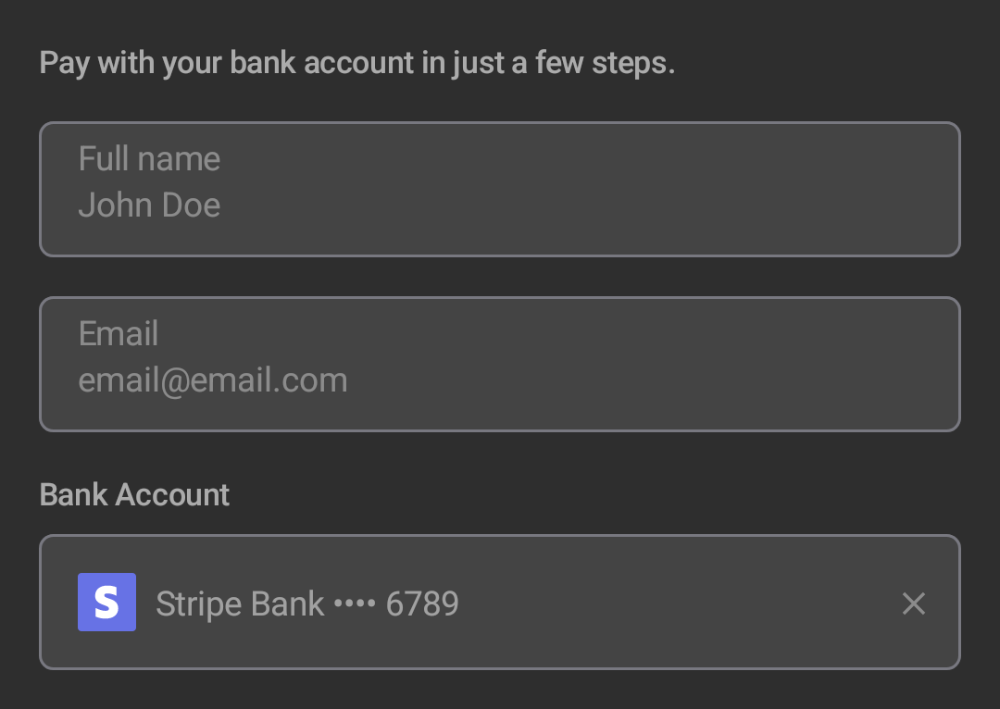 Pay with your bank account in just a few steps.
Full name
John Doe
Email
email@email.com
Bank Account
S Stripe Bank •••• 6789